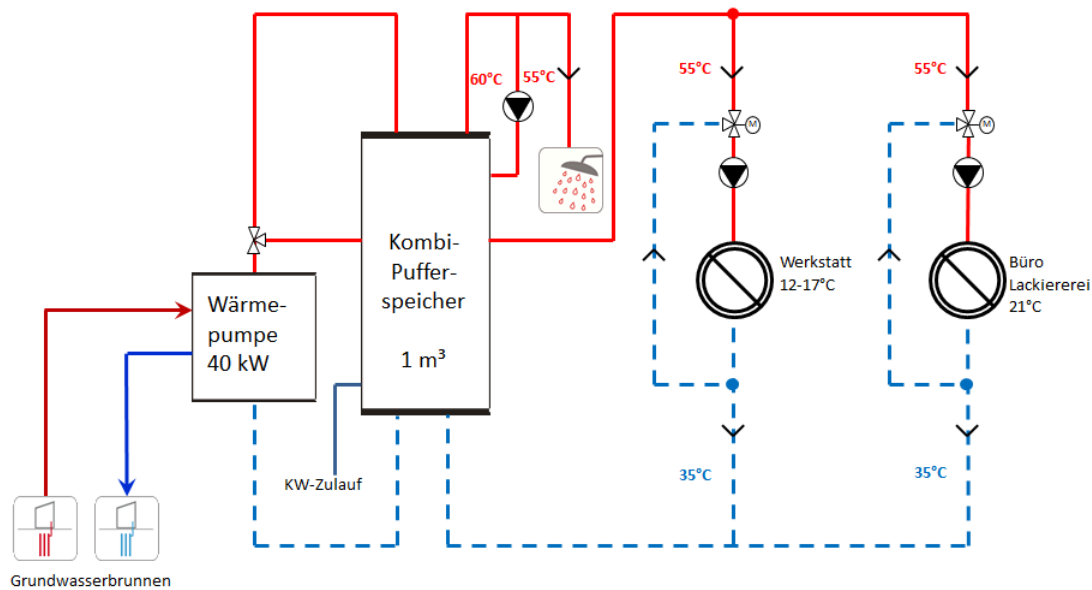 60°C
55°C
55°C
55°C
M
M
Kombi-
Puffer-
speicher
1 m³
Werkstatt
12-17°C
Büro
Lackiererei
21°C
Wärme-
pumpe
40 kW
KW-Zulauf
35°C
35°C
Grundwasserbrunnen